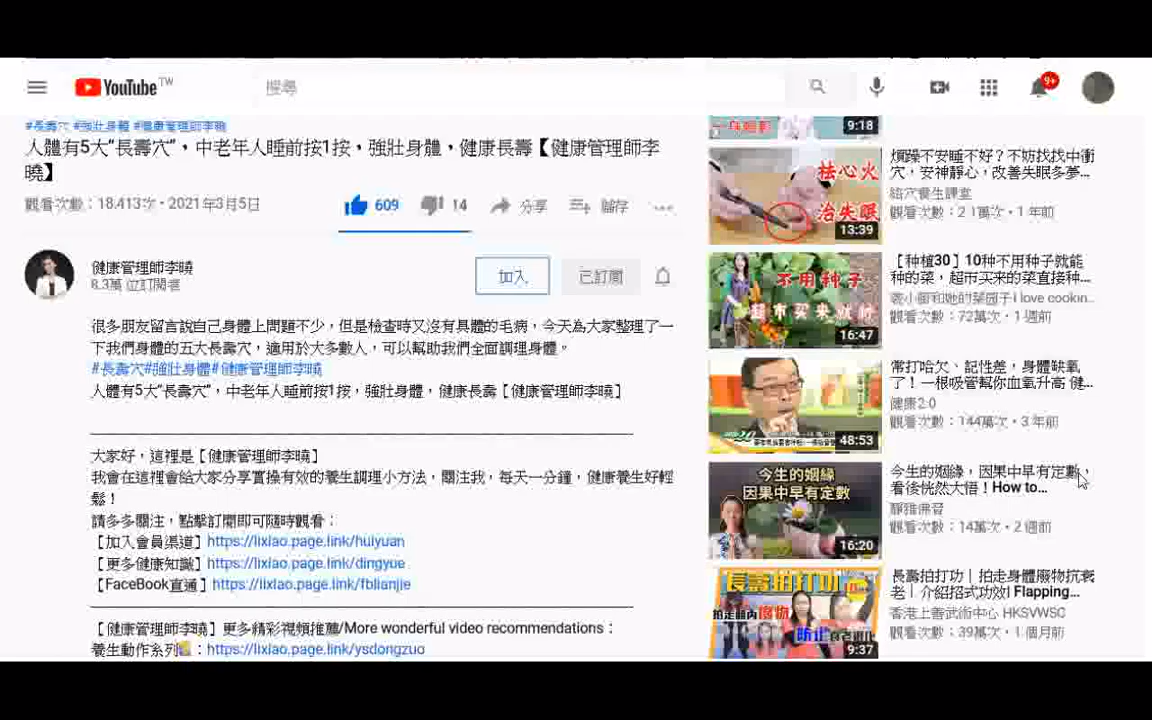 YouTube TW
搜尋
9+
#長壽穴 #強壯身體 #健康管理師李曉
人體有5大"長壽穴"，中老年人睡前按1按，強壯身體，健康長壽【健康管理師李
曉】
觀看次數：18,413次・2021年3月5日
609
14
分享
儲存
健康管理師李曉
8.3萬 位訂閱者
加入
已訂閱
很多朋友留言說自己身體上問題不少，但是檢查時又沒有具體的毛病，今天為大家整理了一
下我們身體的五大長壽穴，適用於大多數人，可以幫助我們全面調理身體。
#長壽穴#強壯身體#健康管理師李曉
人體有5大"長壽穴"，中老年人睡前按1按，強壯身體，健康長壽【健康管理師李曉】
大家好，這裡是【健康管理師李曉】
我會在這裡會給大家分享實操有效的養生調理小方法，關注我，每天一分鐘，健康養生好輕
鬆！
請多多關注，點擊訂閱即可隨時觀看：
【加入會員渠道】https://lixiao.page.link/huiyuan
【更多健康知識】https://lixiao.page.link/dingyue
【FaceBook直通】https://lixiao.page.link/fblianjie
【健康管理師李曉】更多精彩視頻推薦/More wonderful video recommendations：
養生動作系列：https://lixiao.page.link/ysdongzuo
9:18
祛心火
治失眠
13:39
煩躁不安睡不好？不妨找找中衝
穴，安神靜心，改善失眠多夢...
經穴養生課堂
觀看次數：21萬次・1 年前
不用种子
超市买来就种
16:47
【种植30】10种不用种子就能
种的菜，超市买来的菜直接种...
i love cookin...
觀看次數：72萬次・1 週前
48:53
常打哈欠、記性差，身體缺氧
了！一根吸管幫你血氧升高 健...
健康2.0
觀看次數：144萬次・3 年前
今生的姻緣
因果中早有定數
16:20
今生的姻緣，因果中早有定數，
看後恍然大悟！How to...
靜雅佛音
觀看次數：14萬次・2 週前
長壽拍打功
拍走體內廢物
防止
9:37
長壽拍打功｜拍走身體廢物抗衰
老｜介紹招式功效| Flapping...
香港上善武術中心 HKSVWSC
觀看次數：39萬次・1 個月前